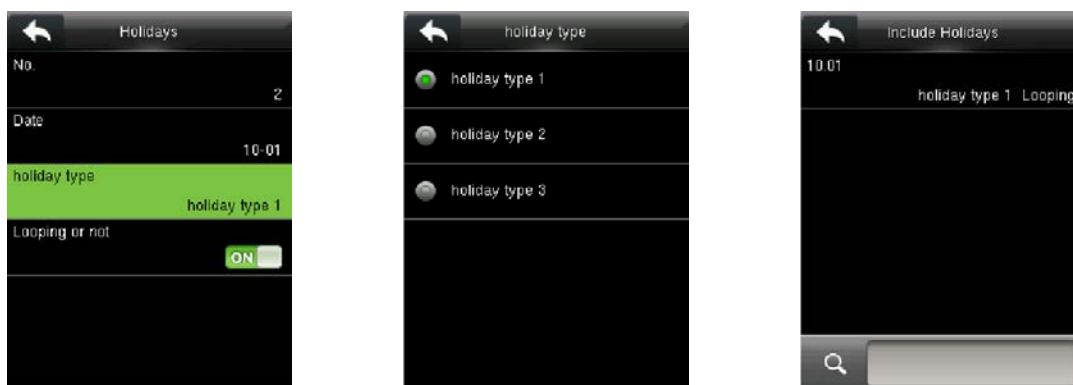 Holidays
No.
2
Date
10-01
holiday type
holiday type 1
Looping or not
ON
holiday type
holiday type 1
holiday type 2
holiday type 3
Include Holidays
10.01
holiday type 1 Looping